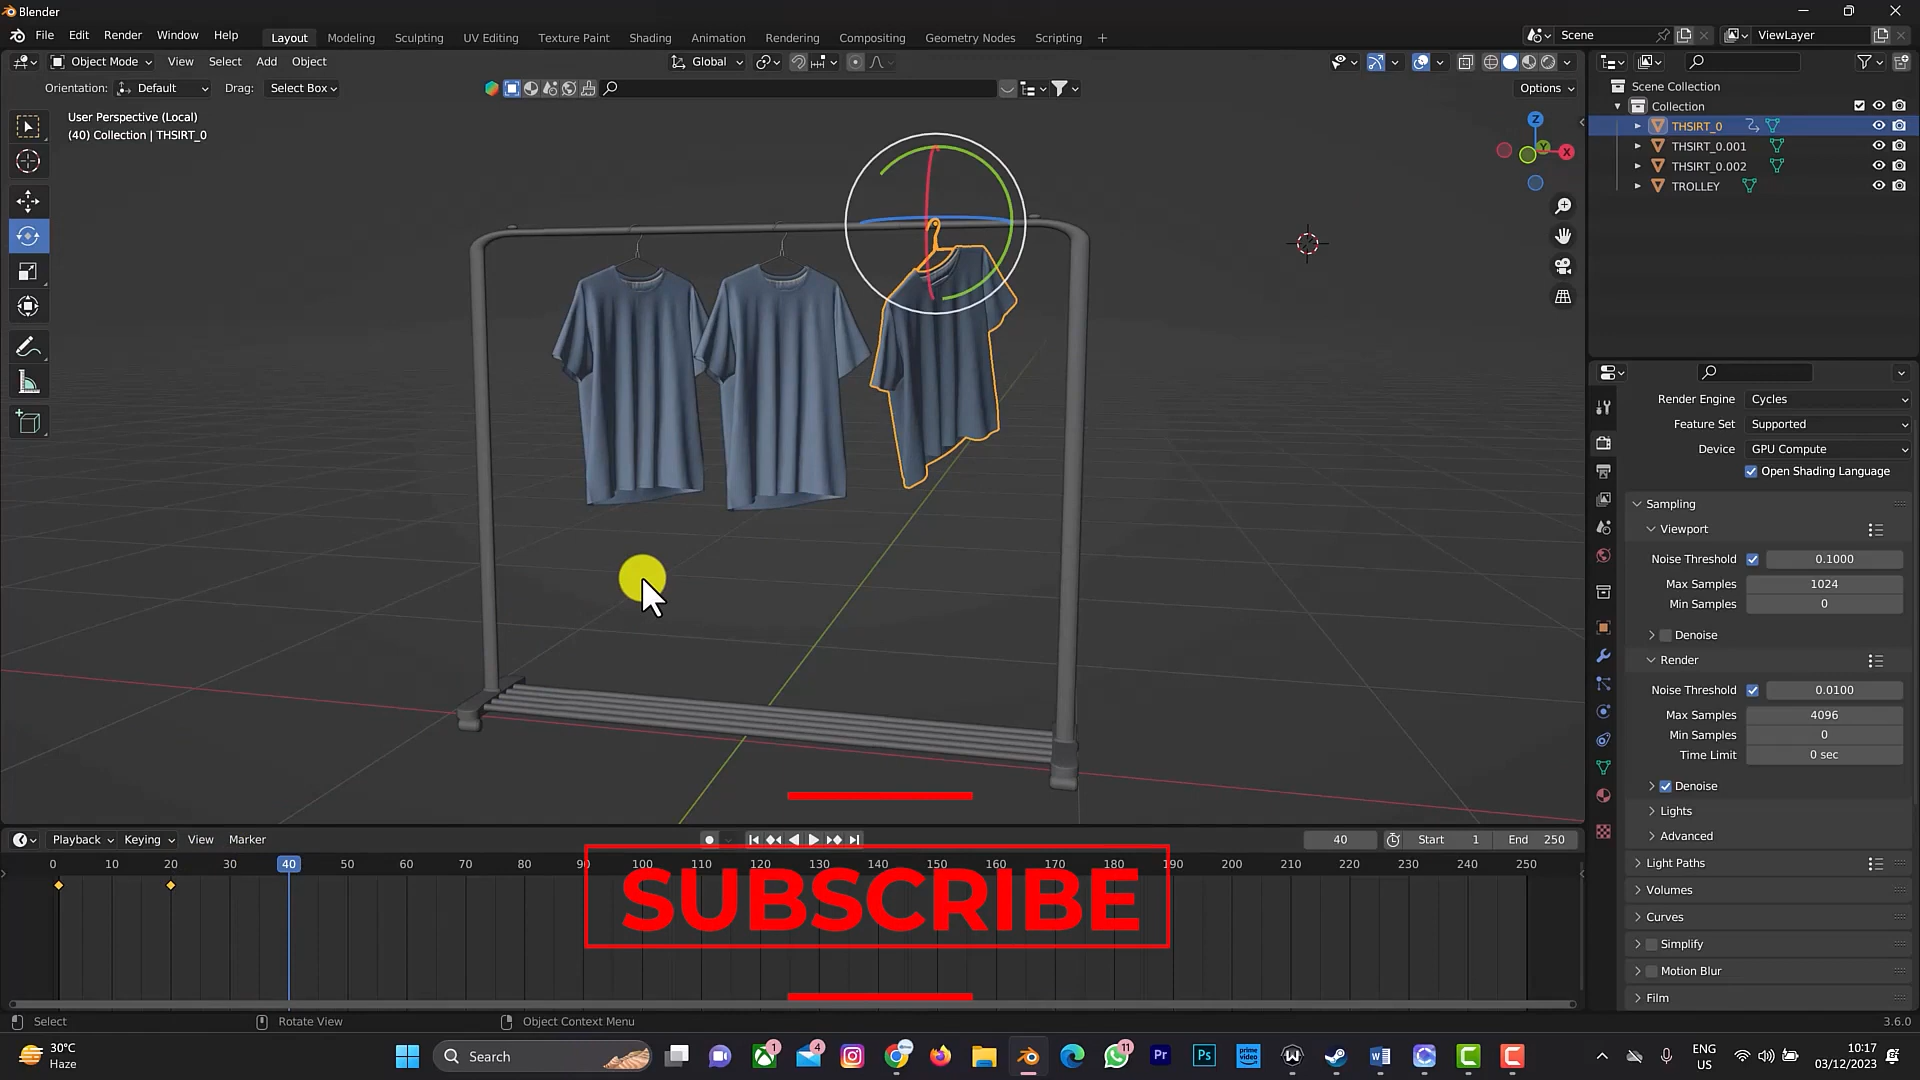 Blender
File Edit Render Window Help
Layout Modeling Sculpting UV Editing Texture Paint Shading Animation Rendering Compositing Geometry Nodes Scripting +
Scene
ViewLayer
Object Mode View Select Add Object
Global
Orientation: Default Drag: Select Box
Options
User Perspective (Local)
(40) Collection | THSIRT_0
Z
Y
X
Scene Collection
Collection
THSIRT_0
THSIRT_0.001
THSIRT_0.002
TROLLEY
Render Engine Cycles
Feature Set Supported
Device GPU Compute
Open Shading Language
Sampling
Viewport
Noise Threshold 0.1000
Max Samples 1024
Min Samples 0
Denoise
Render
Noise Threshold 0.0100
Max Samples 4096
Min Samples 0
Time Limit 0 sec
Denoise
Lights
Advanced
Light Paths
Volumes
Curves
Simplify
Motion Blur
Film
Playback Keying View Marker
40 Start 1 End 250
0 10 20 30 40 50 60 70 80 90 100 110 120 130 140 150 160 170 180 190 200 210 220 230 240 250
SUBSCRIBE
Select Rotate View Object Context Menu
3.6.0
30°C
Haze
Search
1
4
11
Pr
Ps
prime video
ENG
US
10:17
03/12/2023